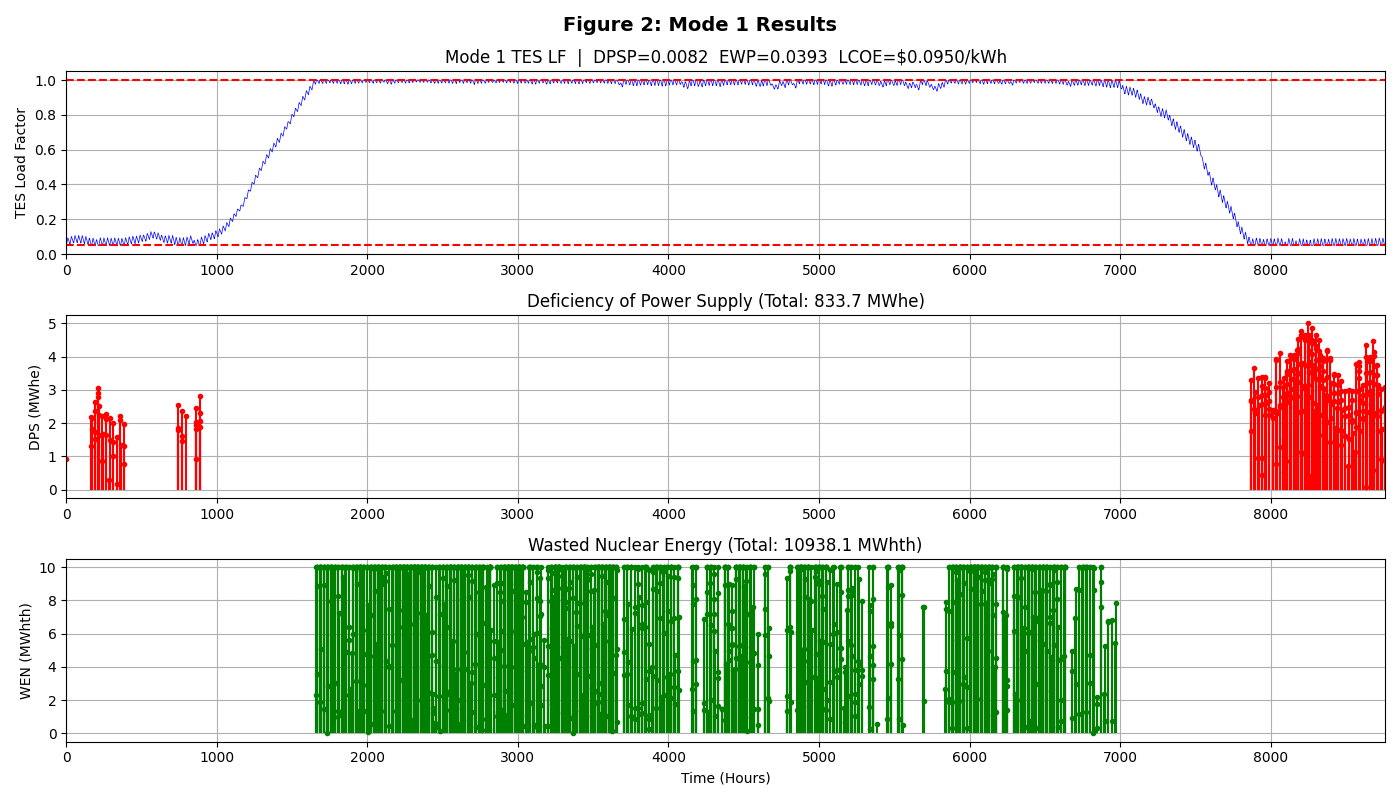 Figure 2: Mode 1 Results
Mode 1 TES LF | DPSP=0.0082 EWP=0.0393 LCOE=$0.0950/kWh
TES Load Factor
1.0
0.8
0.6
0.4
0.2
0.0
0 1000 2000 3000 4000 5000 6000 7000 8000
Deficiency of Power Supply (Total: 833.7 MWhe)
DPS (MWhe)
5
4
3
2
1
0
0 1000 2000 3000 4000 5000 6000 7000 8000
Wasted Nuclear Energy (Total: 10938.1 MWhth)
WEN (MWhth)
10
8
6
4
2
0
0 1000 2000 3000 4000 5000 6000 7000 8000
Time (Hours)